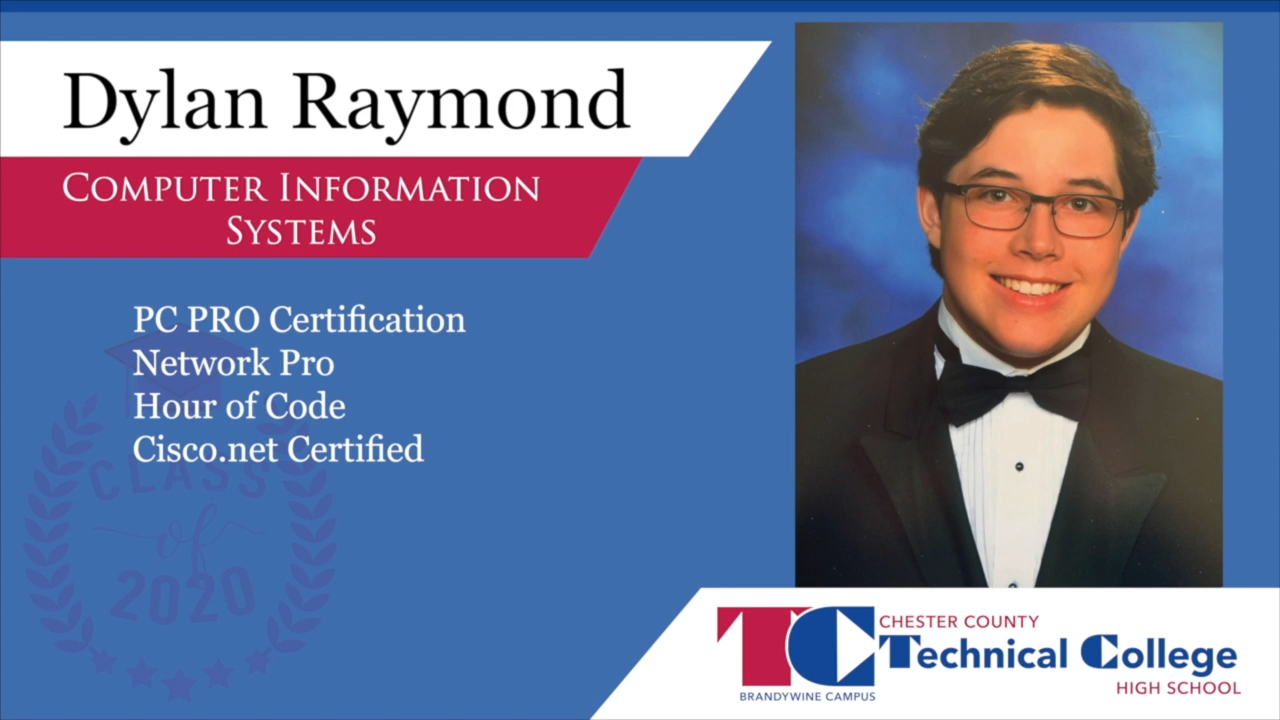 Dylan Raymond
COMPUTER INFORMATION
SYSTEMS
PC PRO Certification
Network Pro
Hour of Code
Cisco.net Certified
CLASS
of
2020
TC
CHESTER COUNTY
Technical College
HIGH SCHOOL
BRANDYWINE CAMPUS